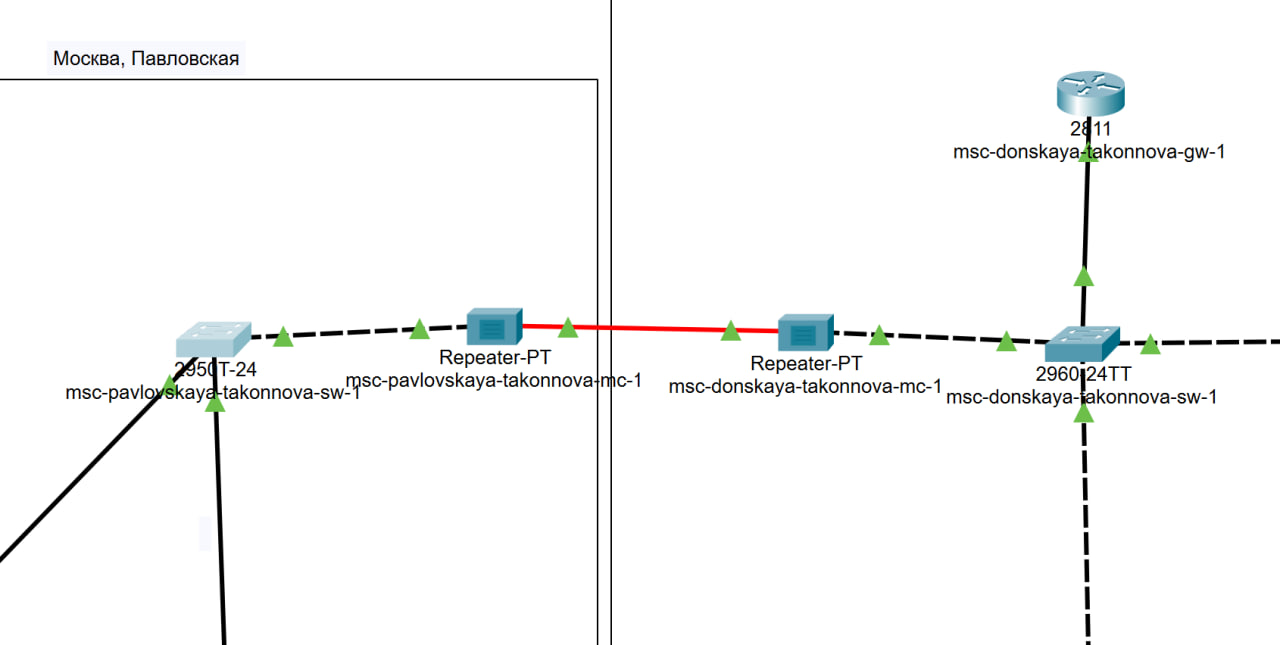 Москва, Павловская
2811
msc-donskaya-takonnova-gw-1
2950T-24
msc-pavlovskaya-takonnova-sw-1
Repeater-PT
msc-pavlovskaya-takonnova-mc-1
Repeater-PT
msc-donskaya-takonnova-mc-1
2960-24TT
msc-donskaya-takonnova-sw-1